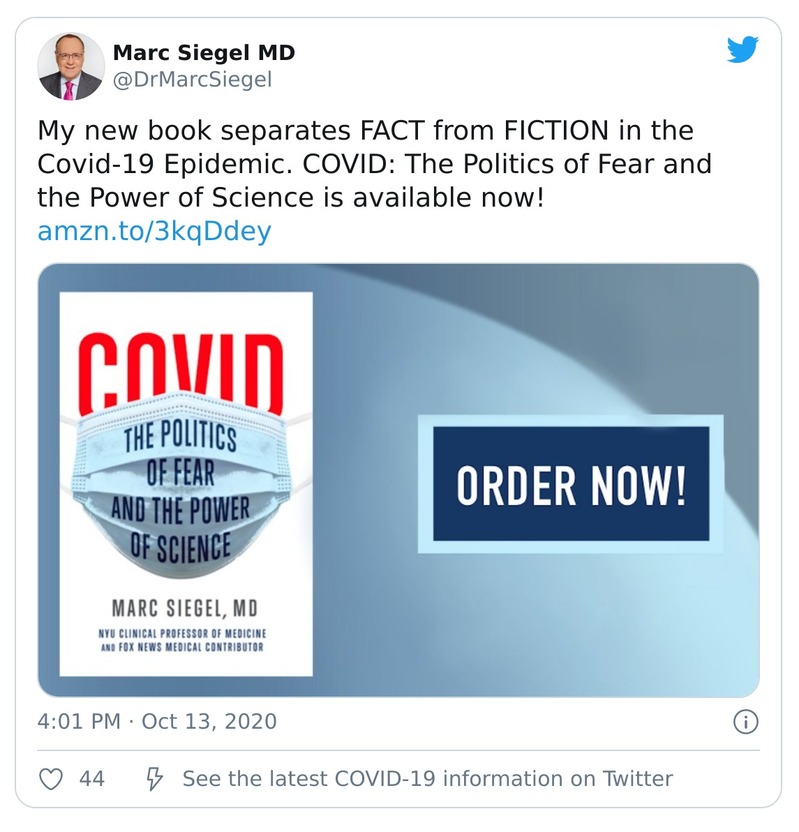 Marc Siegel MD
@DrMarcSiegel
My new book separates FACT from FICTION in the
Covid-19 Epidemic. COVID: The Politics of Fear and
the Power of Science is available now!
amzn.to/3kqDdey
COVID
THE POLITICS
OF FEAR
AND THE POWER
OF SCIENCE
MARC SIEGEL, MD
NYU CLINICAL PROFESSOR OF MEDICINE
AND FOX NEWS MEDICAL CONTRIBUTOR
ORDER NOW!
4:01 PM · Oct 13, 2020
44 See the latest COVID-19 information on Twitter